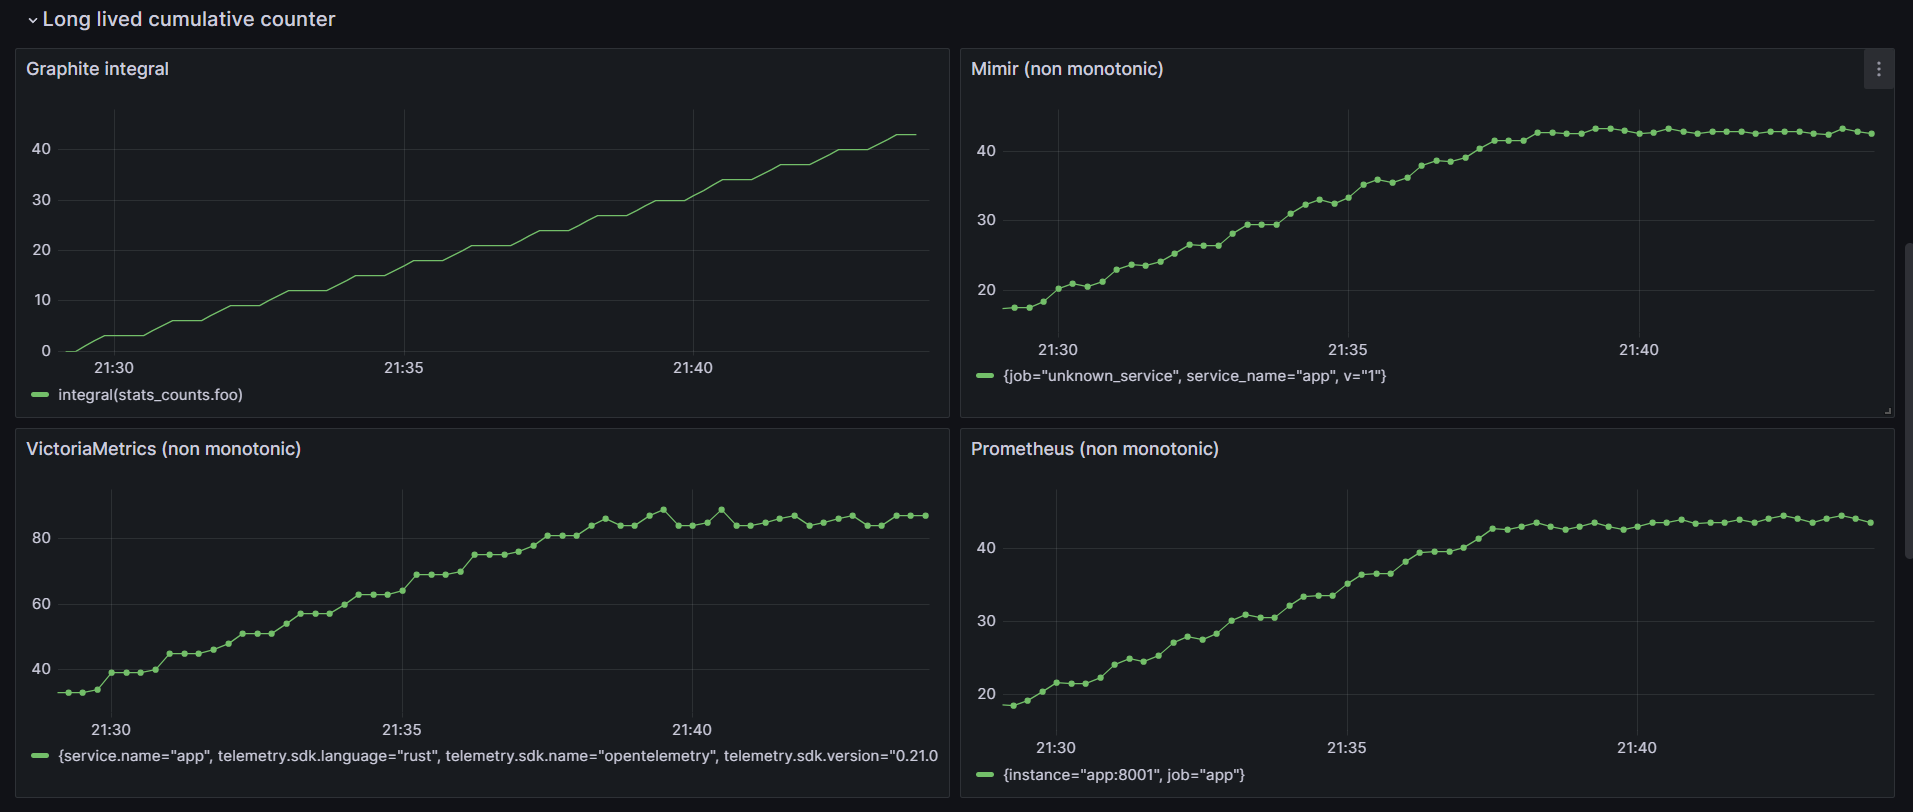 Long lived cumulative counter
Graphite integral
40
30
20
10
0
21:30 21:35 21:40
integral(stats_counts.foo)
Mimir (non monotonic)
40
30
20
21:30 21:35 21:40
{job="unknown_service", service_name="app", v="1"}
VictoriaMetrics (non monotonic)
80
60
40
21:30 21:35 21:40
{service.name="app", telemetry.sdk.language="rust", telemetry.sdk.name="opentelemetry", telemetry.sdk.version="0.21.0
Prometheus (non monotonic)
40
30
20
21:30 21:35 21:40
{instance="app:8001", job="app"}